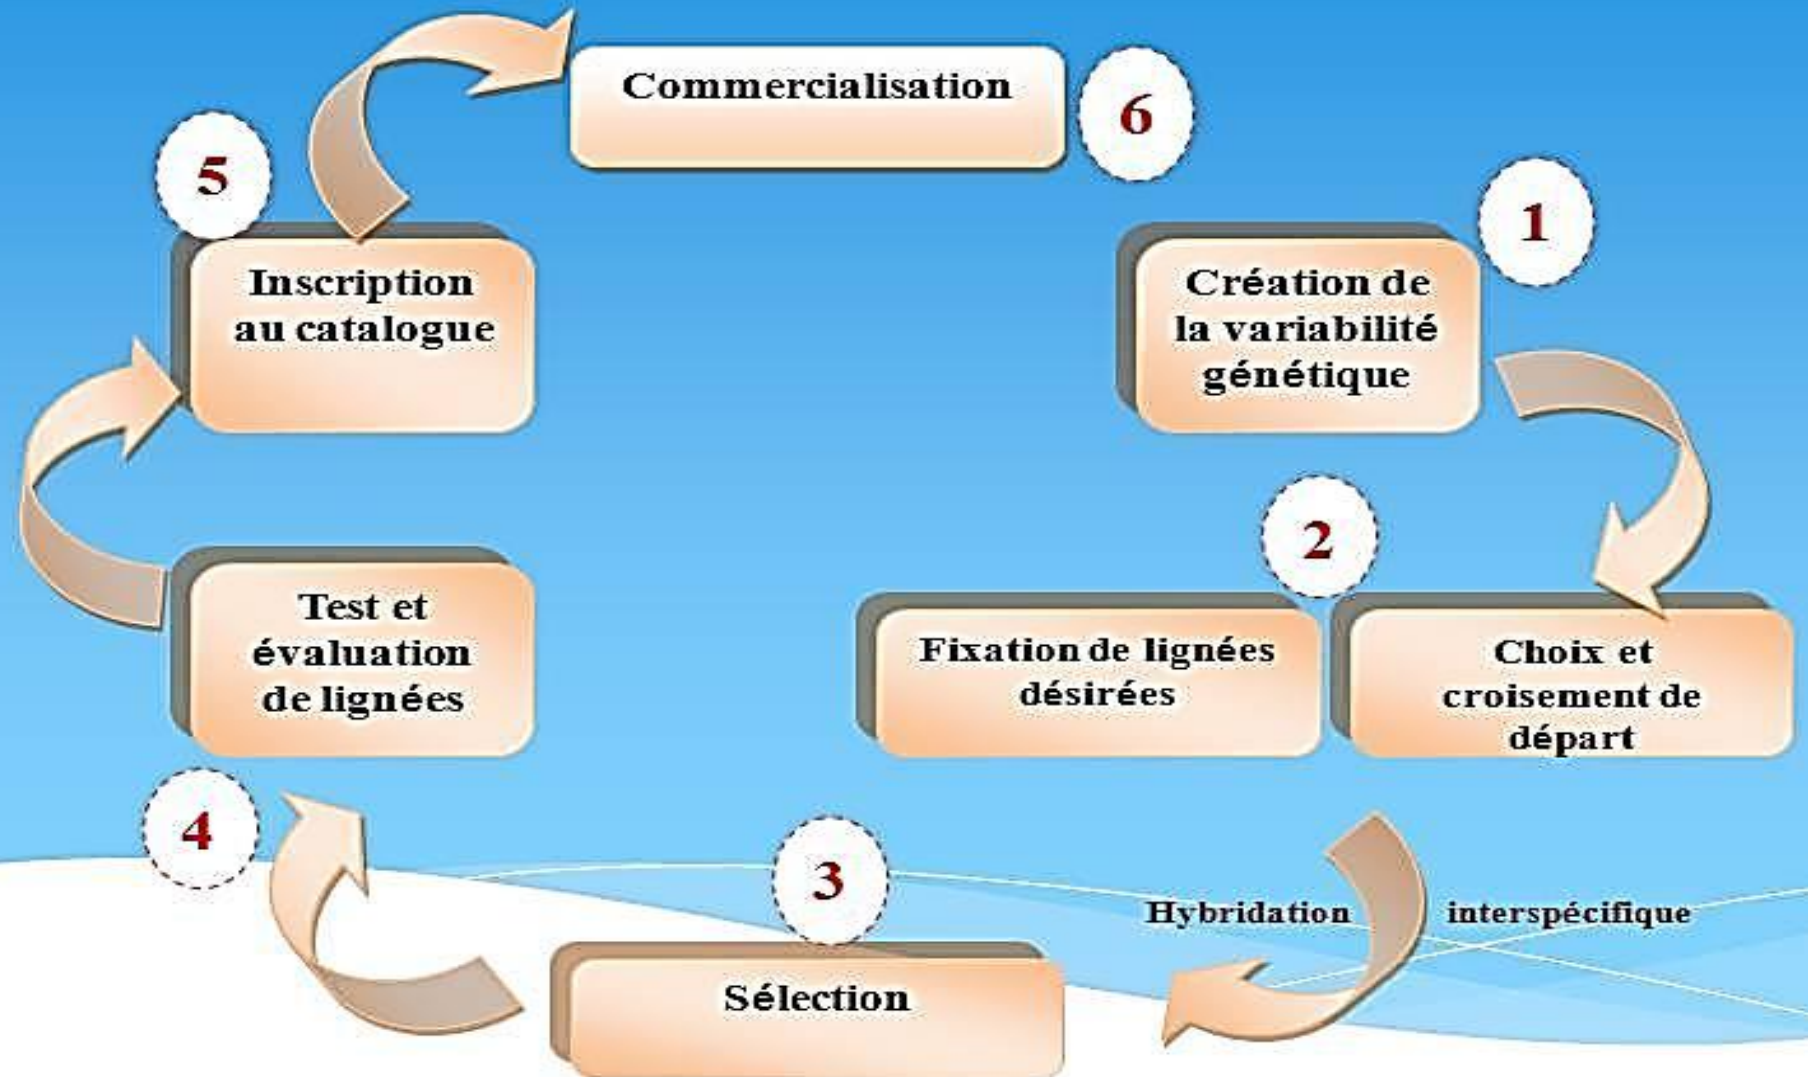 Commercialisation
6
5
1
Inscription
au catalogue
Création de
la variabilité
génétique
2
Test et
évaluation
de lignées
Fixation de lignées
désirées
Choix et
croisement de
départ
4
3
Hybridation interspécifique
Sélection